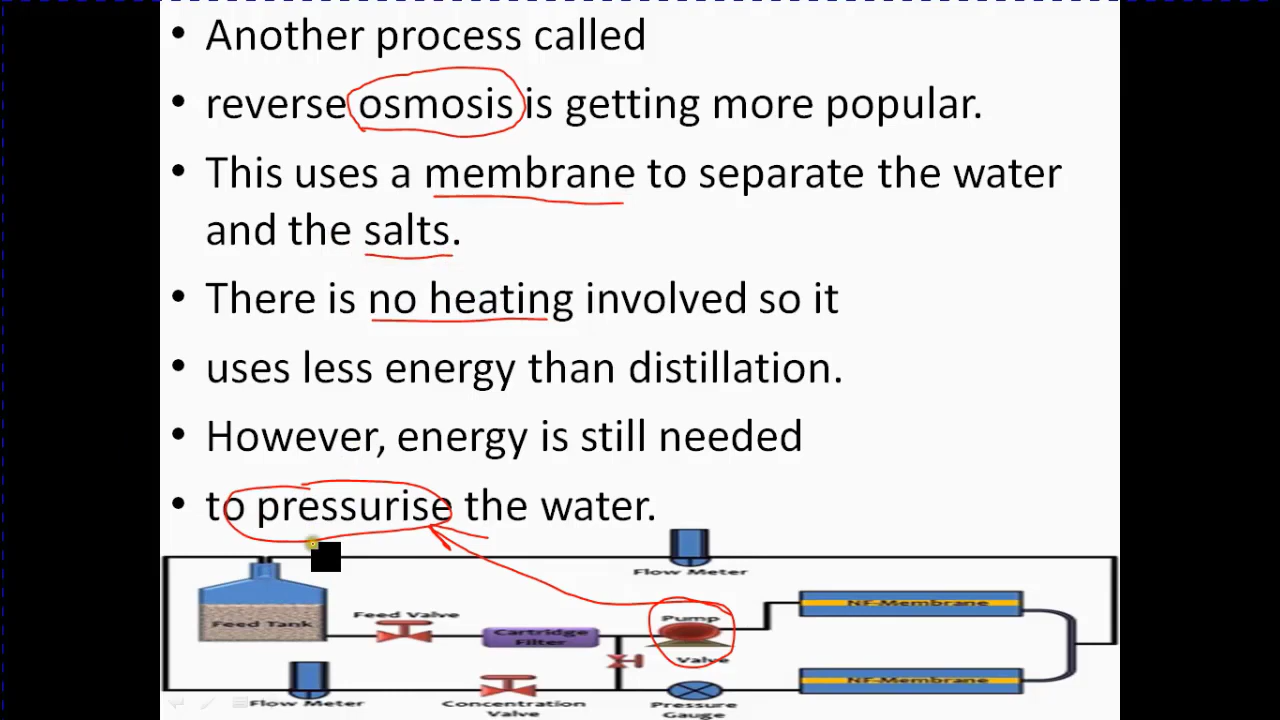 • Another process called
• reverse osmosis is getting more popular.
• This uses a membrane to separate the water
and the salts.
• There is no heating involved so it
• uses less energy than distillation.
• However, energy is still needed
• to pressurise the water.
Flow Meter
Feed Valve
Pump
NF-Membrane
Feed Tank
Cartridge
Filter
Valve
NF-Membrane
Flow Meter
Concentration
Valve
Pressure
Gauge